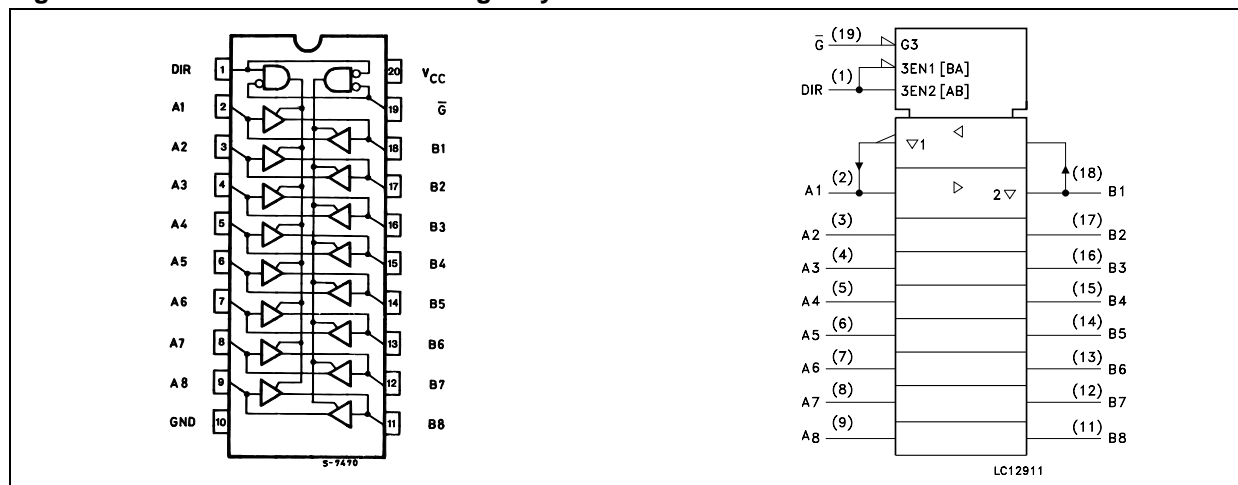 DIR 1 20 VCC
A1 2 19 G̅
A2 3 18 B1
A3 4 17 B2
A4 5 16 B3
A5 6 15 B4
A6 7 14 B5
A7 8 13 B6
A8 9 12 B7
GND 10 11 B8
S-7470
G̅ (19) G3
3EN1 [BA]
DIR (1) 3EN2 [AB]
▽1 ◁
A1 (2) ▷ 2▽ (18) B1
A2 (3) (17) B2
A3 (4) (16) B3
A4 (5) (15) B4
A5 (6) (14) B5
A6 (7) (13) B6
A7 (8) (12) B7
A8 (9) (11) B8
LC12911